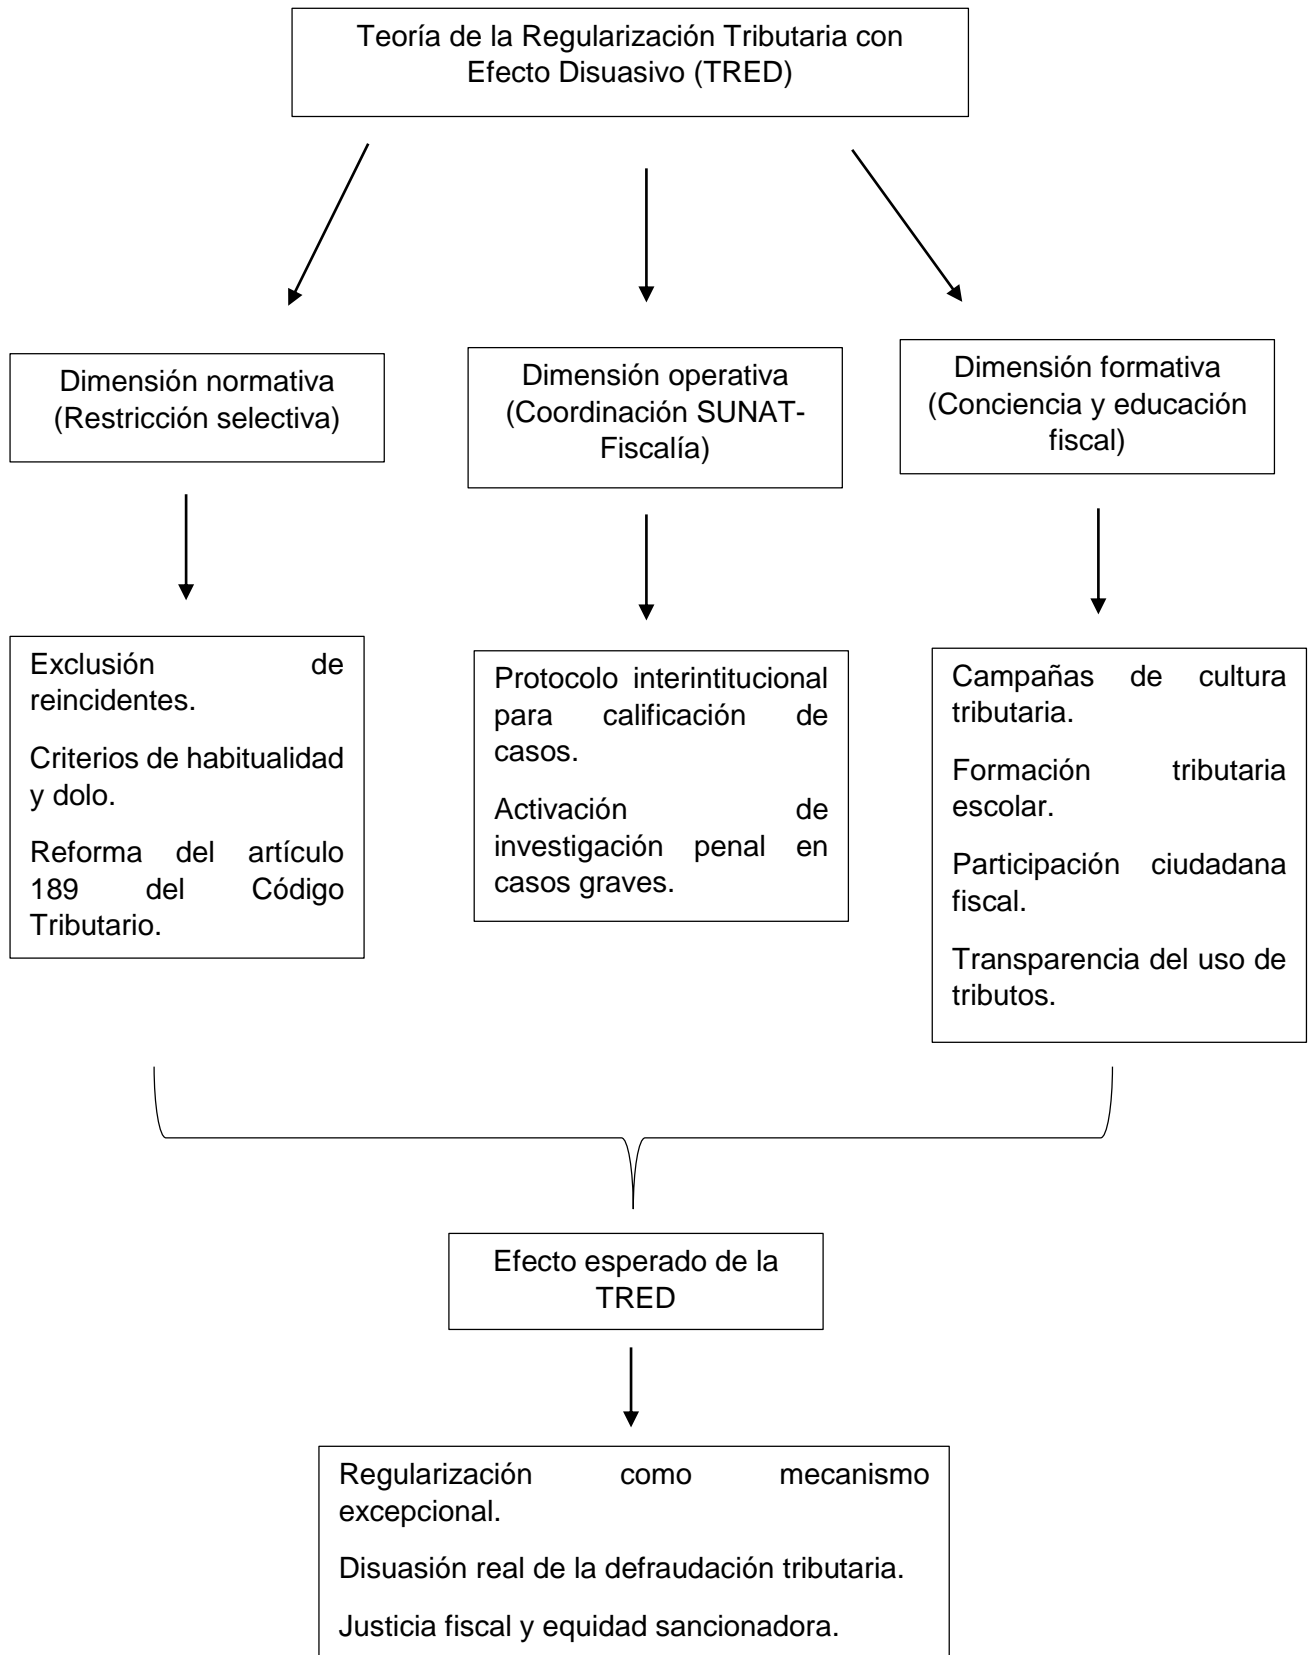 Teoría de la Regularización Tributaria con
Efecto Disuasivo (TRED)
Dimensión normativa
(Restricción selectiva)
Dimensión operativa
(Coordinación SUNAT-
Fiscalía)
Dimensión formativa
(Conciencia y educación
fiscal)
Exclusión de
reincidentes.
Criterios de habitualidad
y dolo.
Reforma del artículo
189 del Código
Tributario.
Protocolo interintitucional
para calificación de
casos.
Activación de
investigación penal en
casos graves.
Campañas de cultura
tributaria.
Formación tributaria
escolar.
Participación ciudadana
fiscal.
Transparencia del uso de
tributos.
Efecto esperado de la
TRED
Regularización como mecanismo
excepcional.
Disuasión real de la defraudación tributaria.
Justicia fiscal y equidad sancionadora.